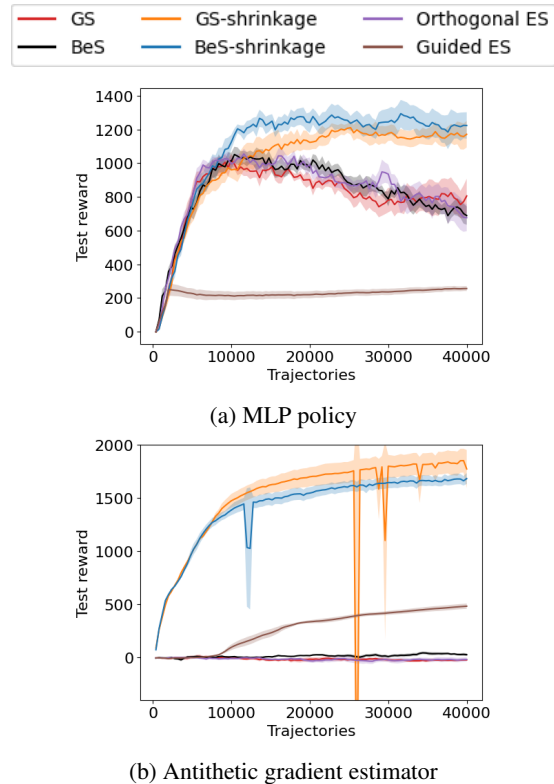 GS GS-shrinkage Orthogonal ES
BeS BeS-shrinkage Guided ES
1400
1200
1000
800
600
400
200
0
Test reward
0 10000 20000 30000 40000
Trajectories
(a) MLP policy
2000
1500
1000
500
0
Test reward
0 10000 20000 30000 40000
Trajectories
(b) Antithetic gradient estimator